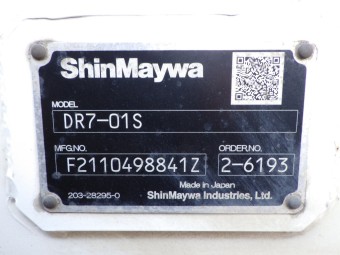 ShinMaywa
MODEL
DR7-01S
MFG.NO. ORDER.NO.
F2110498841Z 2-6193
Made in Japan
203-28295-0 ShinMaywa Industries, Ltd.